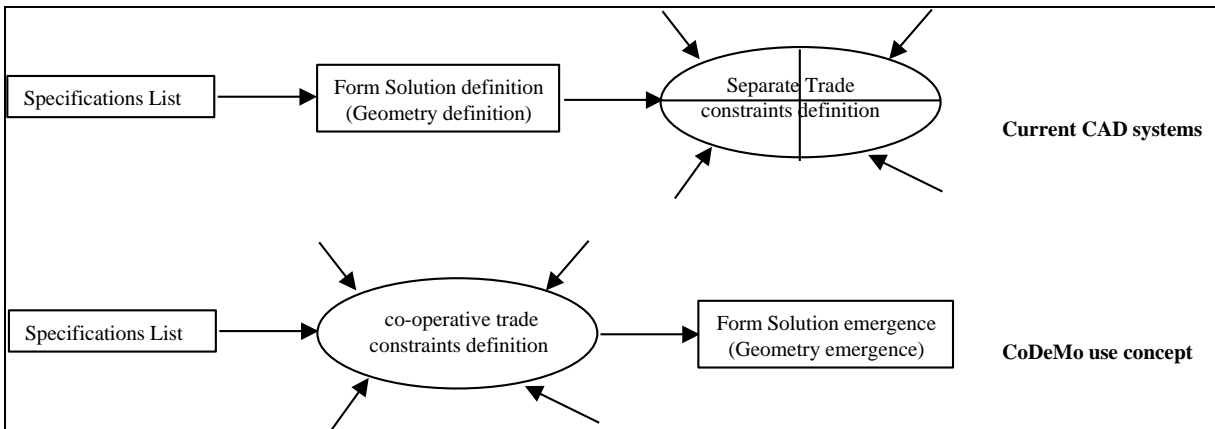 Specifications List
Form Solution definition
(Geometry definition)
Separate Trade
constraints definition
Current CAD systems
Specifications List
co-operative trade
constraints definition
Form Solution emergence
(Geometry emergence)
CoDeMo use concept